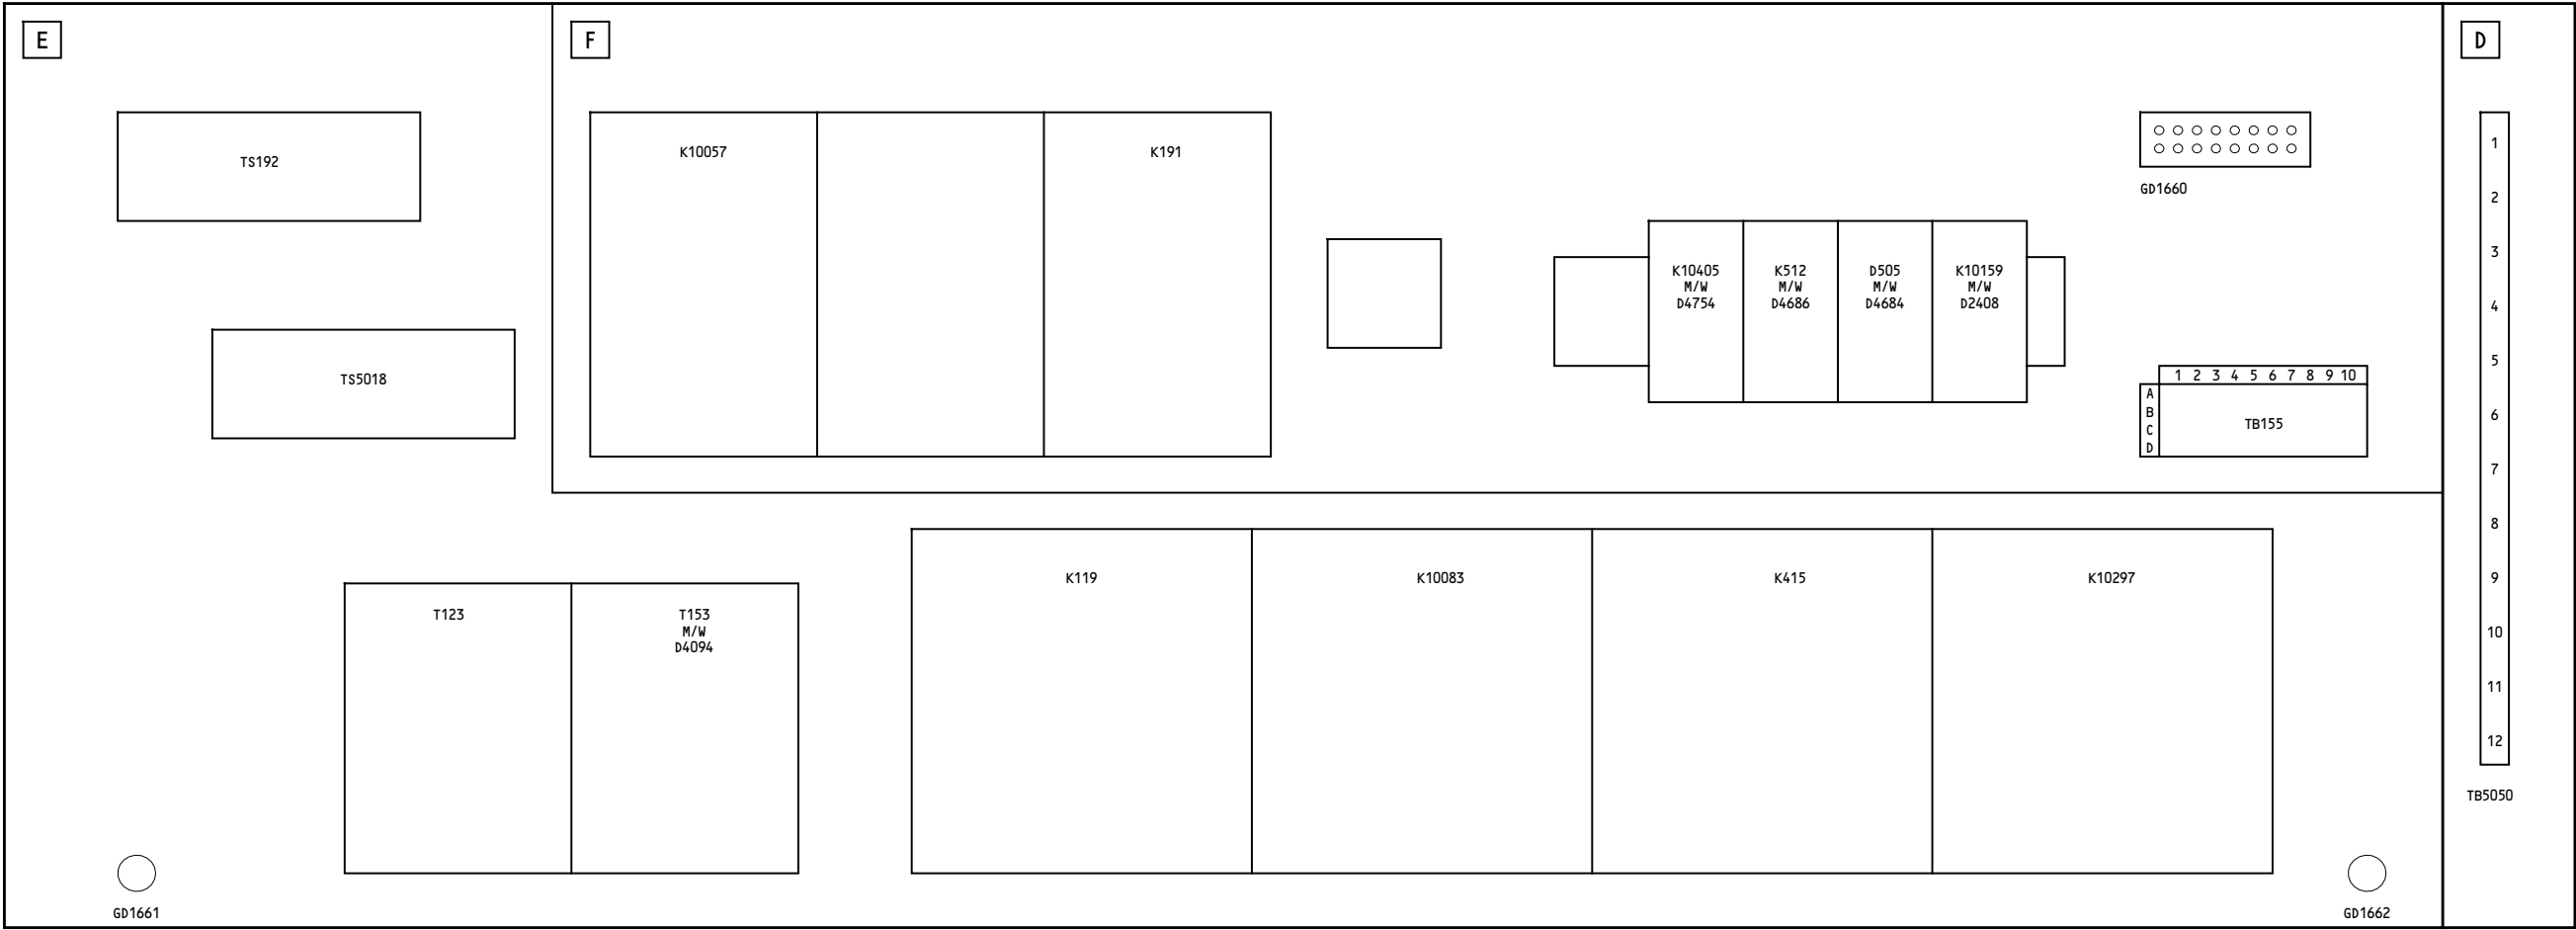 E
F
D
TS192
K10057
K191
GD1660
TS5018
K10405
M/W
D4754
K512
M/W
D4686
D505
M/W
D4684
K10159
M/W
D2408
1 2 3 4 5 6 7 8 9 10
A
B
C
D
TB155
1
2
3
4
5
6
7
8
9
10
11
12
TB5050
T123
T153
M/W
D4094
K119
K10083
K415
K10297
GD1661
GD1662